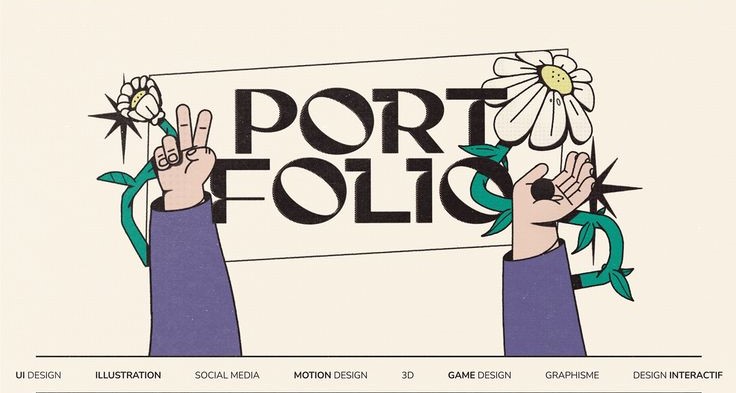 PORT
FOLIO
UI DESIGN ILLUSTRATION SOCIAL MEDIA MOTION DESIGN 3D GAME DESIGN GRAPHISME DESIGN INTERACTIF